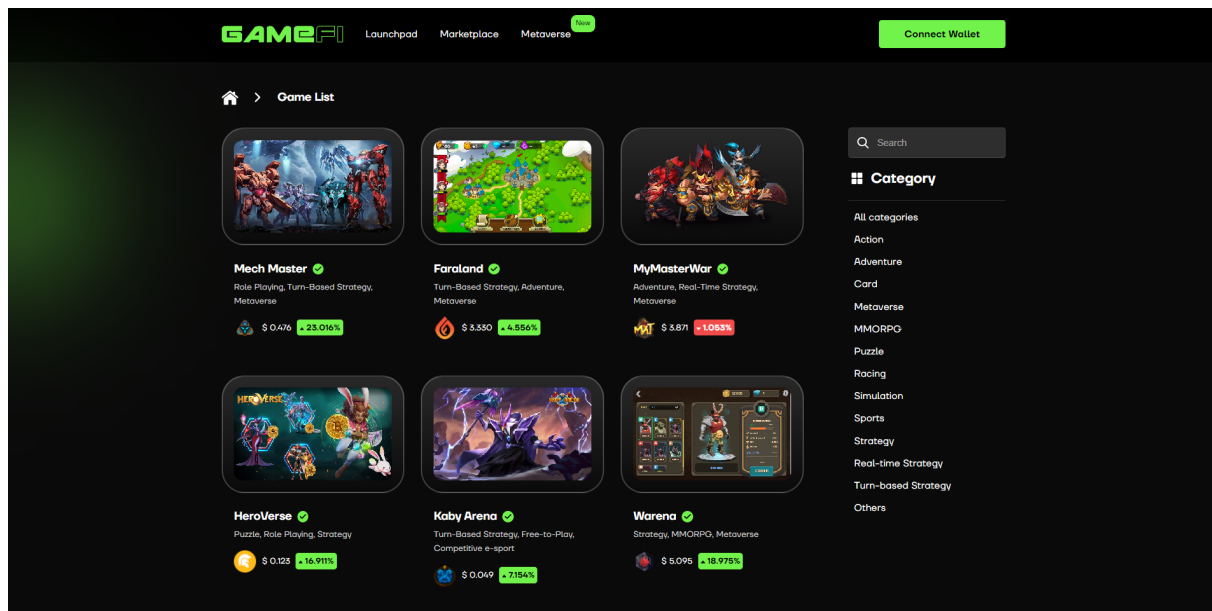 GAMEFI
Launchpad
Marketplace
Metaverse
New
Connect Wallet
Game List
Mech Master
Role Playing, Turn-Based Strategy,
Metaverse
$ 0.476
23.016%
Faraland
Turn-Based Strategy, Adventure,
Metaverse
$ 3.330
4.556%
MyMasterWar
Adventure, Real-Time Strategy,
Metaverse
MAT
$ 3.871
1.053%
HEROVERSE
HeroVerse
Puzzle, Role Playing, Strategy
$ 0.123
16.911%
Kaby Arena
Turn-Based Strategy, Free-to-Play,
Competitive e-sport
$ 0.049
7.154%
Warena
Strategy, MMORPG, Metaverse
$ 5.095
18.975%
Search
Category
All categories
Action
Adventure
Card
Metaverse
MMORPG
Puzzle
Racing
Simulation
Sports
Strategy
Real-time Strategy
Turn-based Strategy
Others